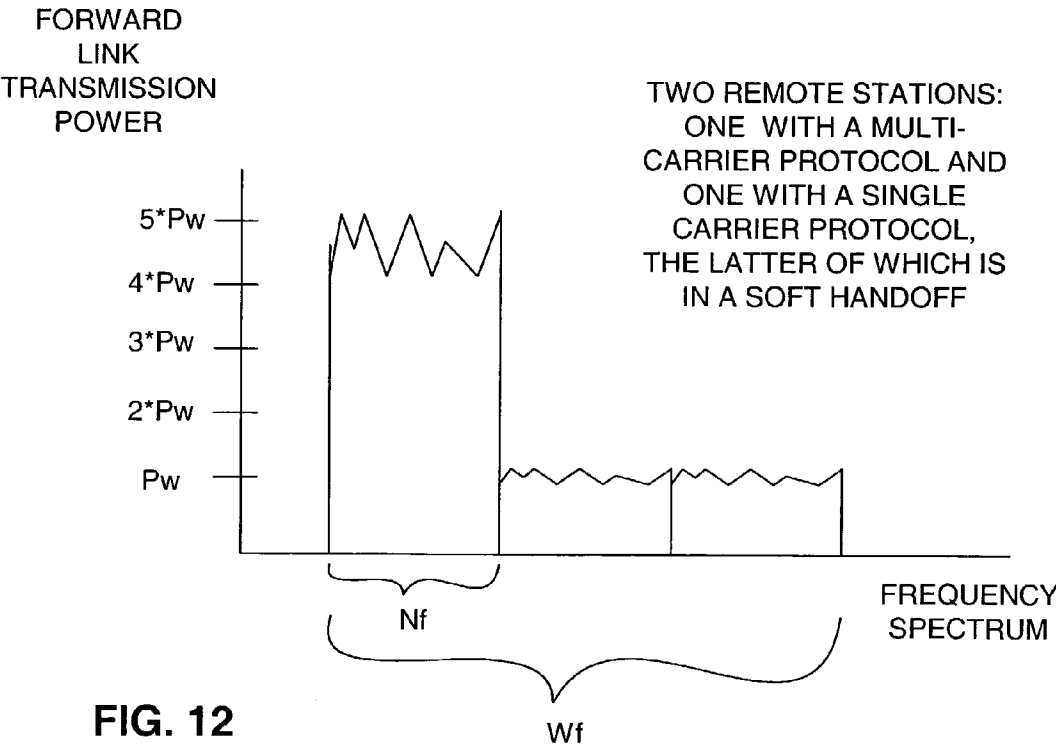 FORWARD
LINK
TRANSMISSION
POWER
TWO REMOTE STATIONS:
ONE WITH A MULTI-
CARRIER PROTOCOL AND
ONE WITH A SINGLE
CARRIER PROTOCOL,
THE LATTER OF WHICH IS
IN A SOFT HANDOFF
5*Pw
4*Pw
3*Pw
2*Pw
Pw
Nf
FREQUENCY
SPECTRUM
Wf
FIG. 12